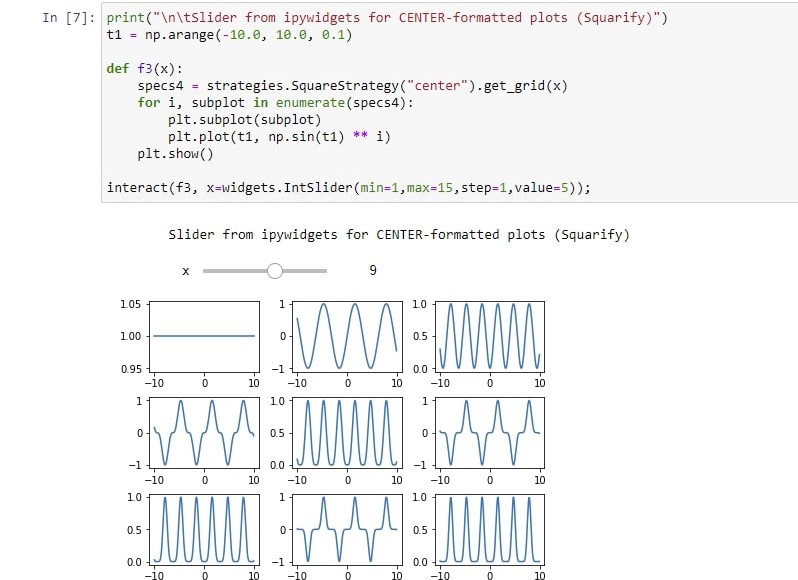 In [7]: print("\n\tSlider from ipywidgets for CENTER-formatted plots (Squarify)")
t1 = np.arange(-10.0, 10.0, 0.1)
def f3(x):
specs4 = strategies.SquareStrategy("center").get_grid(x)
for i, subplot in enumerate(specs4):
plt.subplot(subplot)
plt.plot(t1, np.sin(t1) ** i)
plt.show()
interact(f3, x=widgets.IntSlider(min=1,max=15,step=1,value=5));
Slider from ipywidgets for CENTER-formatted plots (Squarify)
x 9
1.05 1 1.0
1.00 0 0.5
0.95 −1 0.0
−10 0 10 −10 0 10 −10 0 10
1 1.0 1
0 0.5 0
−1 0.0 −1
−10 0 10 −10 0 10 −10 0 10
1.0 1 1.0
0.5 0 0.5
0.0 −1 0.0
−10 0 10 −10 0 10 −10 0 10